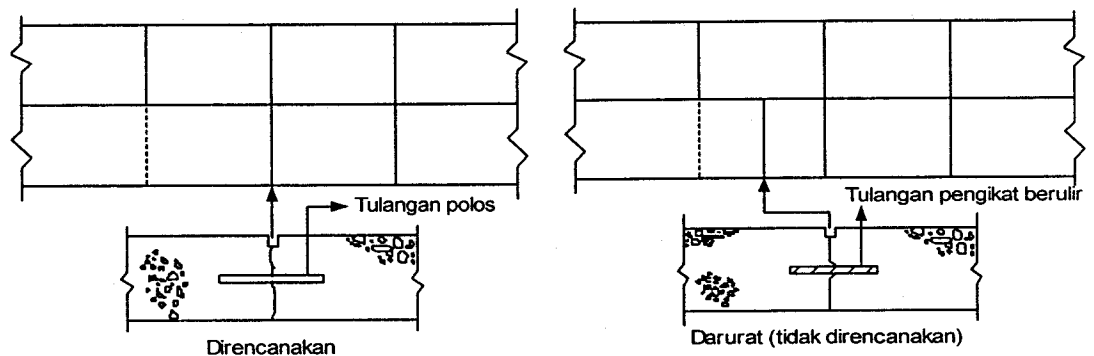 Tulangan polos
Direncanakan
Tulangan pengikat berulir
Darurat (tidak direncanakan)